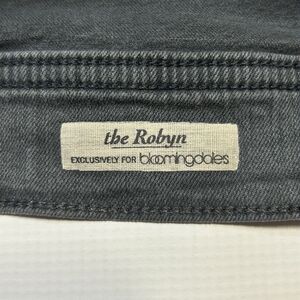 the Robyn
EXCLUSIVELY FOR bloomingdales